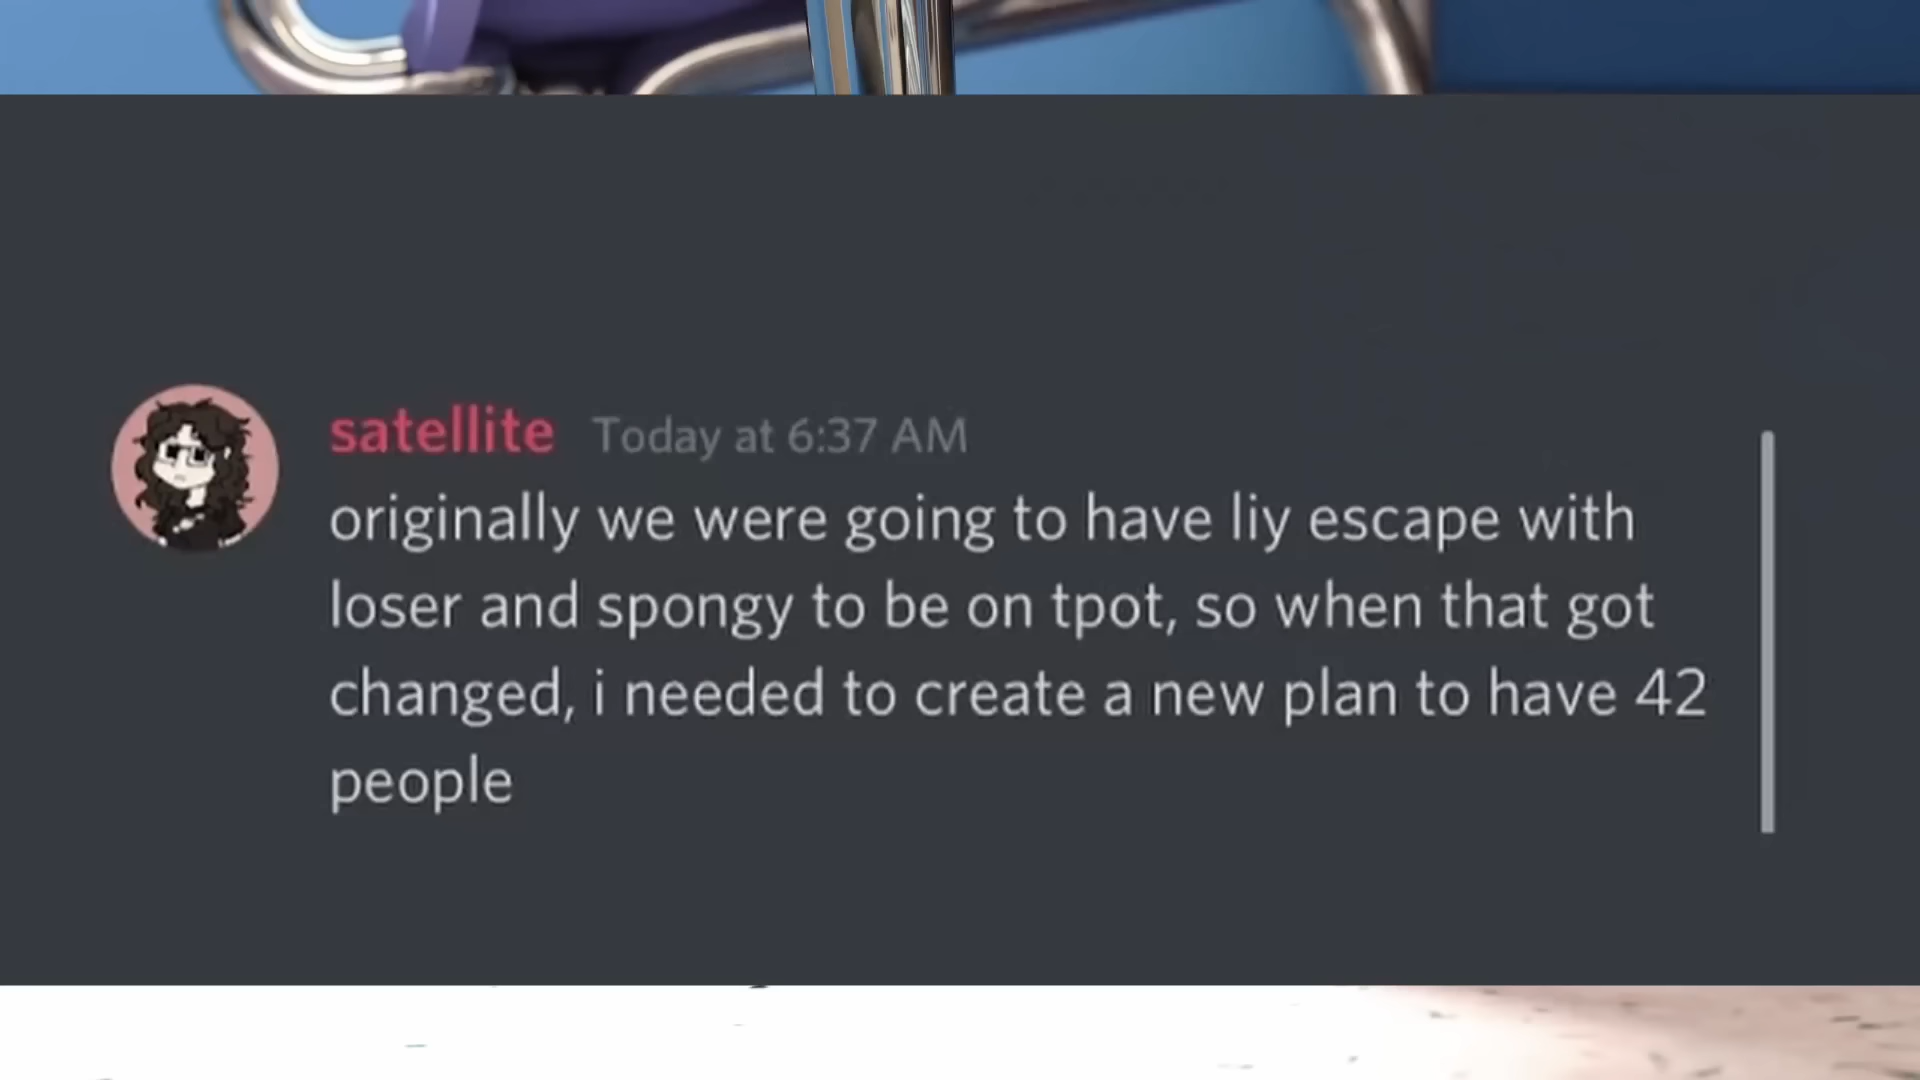 satellite Today at 6:37 AM
originally we were going to have liy escape with
loser and spongy to be on tpot, so when that got
changed, i needed to create a new plan to have 42
people